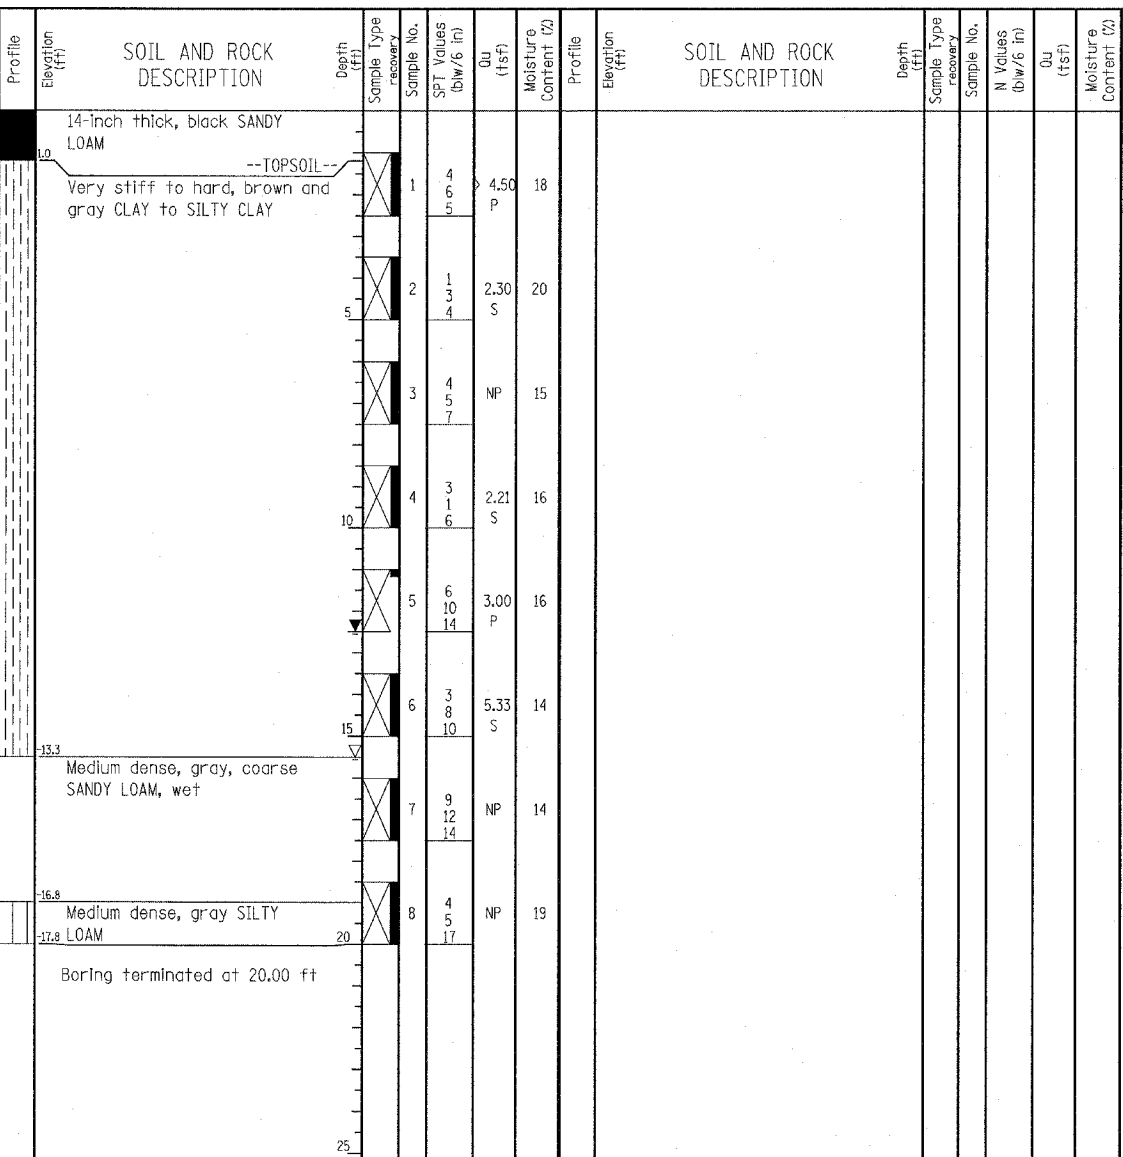 Profile
Elevation (ft)
SOIL AND ROCK
DESCRIPTION
Depth (ft)
Sample Type
recovery
Sample No.
SPT Values (blw/6 in)
Qu (tsf)
Moisture Content (%)
Profile
Elevation (ft)
SOIL AND ROCK
DESCRIPTION
Depth (ft)
Sample Type
recovery
Sample No.
N Values (blw/6 in)
Qu (tsf)
Moisture Content (%)
14-inch thick, black SANDY
LOAM
1.0
--TOPSOIL--
Very stiff to hard, brown and
gray CLAY to SILTY CLAY
1
4
6
5
> 4.50
P
18
2
1
3
4
2.30
S
20
5
3
4
5
7
NP
15
4
3
1
6
2.21
S
16
10
5
6
10
14
3.00
P
16
6
3
8
10
5.33
S
14
15
-13.3
Medium dense, gray, coarse
SANDY LOAM, wet
7
9
12
14
NP
14
-16.8
Medium dense, gray SILTY
-17.8 LOAM
20
8
4
5
17
NP
19
Boring terminated at 20.00 ft
25